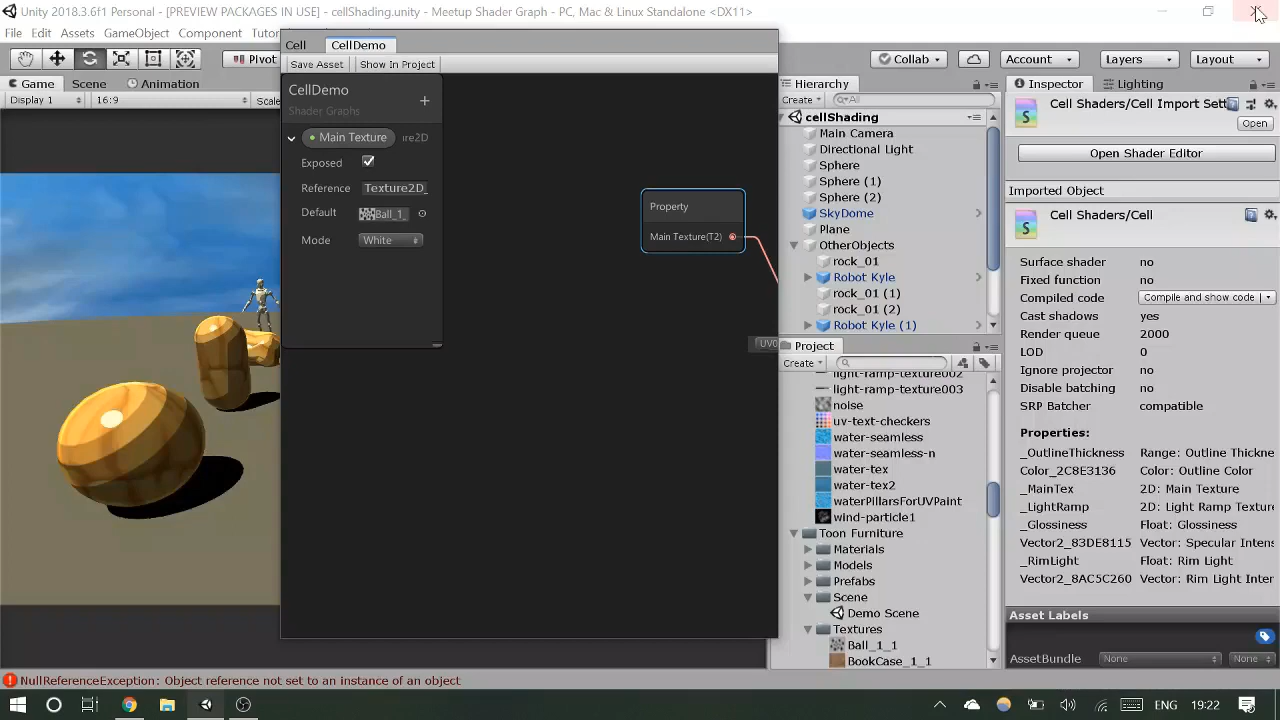 Unity 2018.3.6f1 Personal - [PREVIEW PACKAGES IN USE] - cellShading.unity - Meetup Shader Graph - PC, Mac & Linux Standalone <DX11>
File Edit Assets GameObject Component Tutor
Pivot
Collab
Account
Layers
Layout
Game
Scene
Animation
Display 1
16:9
Scale
Cell
CellDemo
Save Asset
Show In Project
CellDemo
Shader Graphs
Main Texture
ire2D
Exposed
Reference
Texture2D_
Default
Ball_1_
Mode
White
Property
Main Texture(T2)
UV0
Hierarchy
Create
All
cellShading
Main Camera
Directional Light
Sphere
Sphere (1)
Sphere (2)
SkyDome
Plane
OtherObjects
rock_01
Robot Kyle
rock_01 (1)
rock_01 (2)
Robot Kyle (1)
Project
Create
light-ramp-texture002
light-ramp-texture003
noise
uv-text-checkers
water-seamless
water-seamless-n
water-tex
water-tex2
waterPillarsForUVPaint
wind-particle1
Toon Furniture
Materials
Models
Prefabs
Scene
Demo Scene
Textures
Ball_1_1
BookCase_1_1
Inspector
Lighting
Cell Shaders/Cell Import Sett
Open
Open Shader Editor
Imported Object
Cell Shaders/Cell
Surface shader no
Fixed function no
Compiled code Compile and show code
Cast shadows yes
Render queue 2000
LOD 0
Ignore projector no
Disable batching no
SRP Batcher compatible
Properties:
_OutlineThickness Range: Outline Thickne
Color_2C8E3136 Color: Outline Color
_MainTex 2D: Main Texture
_LightRamp 2D: Light Ramp Texture
_Glossiness Float: Glossiness
Vector2_83DE8115 Vector: Specular Intens
_RimLight Float: Rim Light
Vector2_8AC5C260 Vector: Rim Light Inter
Asset Labels
AssetBundle None None
NullReferenceException: Object reference not set to an instance of an object
ENG 19:22